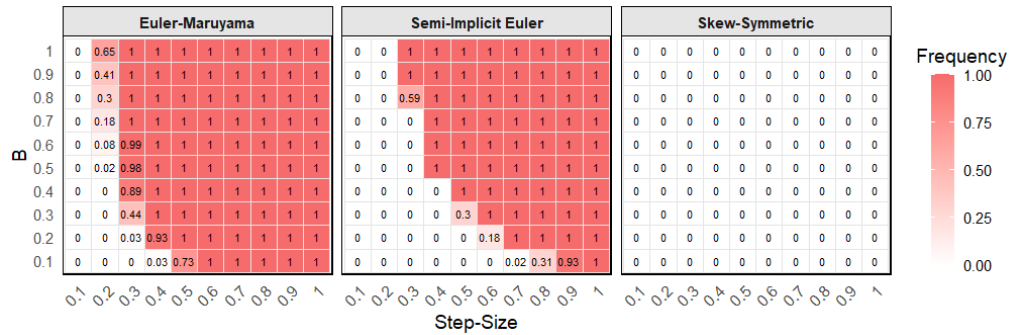 Euler-Maruyama Semi-Implicit Euler Skew-Symmetric
Frequency
1 0 0.65 1 1 1 1 1 1 1 1 0 0 1 1 1 1 1 1 1 1 0 0 0 0 0 0 0 0 0 0 1.00
0.9 0 0.41 1 1 1 1 1 1 1 1 0 0 1 1 1 1 1 1 1 1 0 0 0 0 0 0 0 0 0 0
0.8 0 0.3 1 1 1 1 1 1 1 1 0 0 0.59 1 1 1 1 1 1 1 0 0 0 0 0 0 0 0 0 0
0.7 0 0.18 1 1 1 1 1 1 1 1 0 0 0 1 1 1 1 1 1 1 0 0 0 0 0 0 0 0 0 0 0.75
0.6 0 0.08 0.99 1 1 1 1 1 1 1 0 0 0 1 1 1 1 1 1 1 0 0 0 0 0 0 0 0 0 0
B
0.5 0 0.02 0.98 1 1 1 1 1 1 1 0 0 0 1 1 1 1 1 1 1 0 0 0 0 0 0 0 0 0 0 0.50
0.4 0 0 0.89 1 1 1 1 1 1 1 0 0 0 0 1 1 1 1 1 1 0 0 0 0 0 0 0 0 0 0
0.3 0 0 0.44 1 1 1 1 1 1 1 0 0 0 0 0.3 1 1 1 1 1 0 0 0 0 0 0 0 0 0 0 0.25
0.2 0 0 0.03 0.93 1 1 1 1 1 1 0 0 0 0 0 0.18 1 1 1 1 0 0 0 0 0 0 0 0 0 0
0.1 0 0 0 0.03 0.73 1 1 1 1 1 0 0 0 0 0 0 0.02 0.31 0.93 1 0 0 0 0 0 0 0 0 0 0 0.00
0.1 0.2 0.3 0.4 0.5 0.6 0.7 0.8 0.9 1 0.1 0.2 0.3 0.4 0.5 0.6 0.7 0.8 0.9 1 0.1 0.2 0.3 0.4 0.5 0.6 0.7 0.8 0.9 1
Step-Size